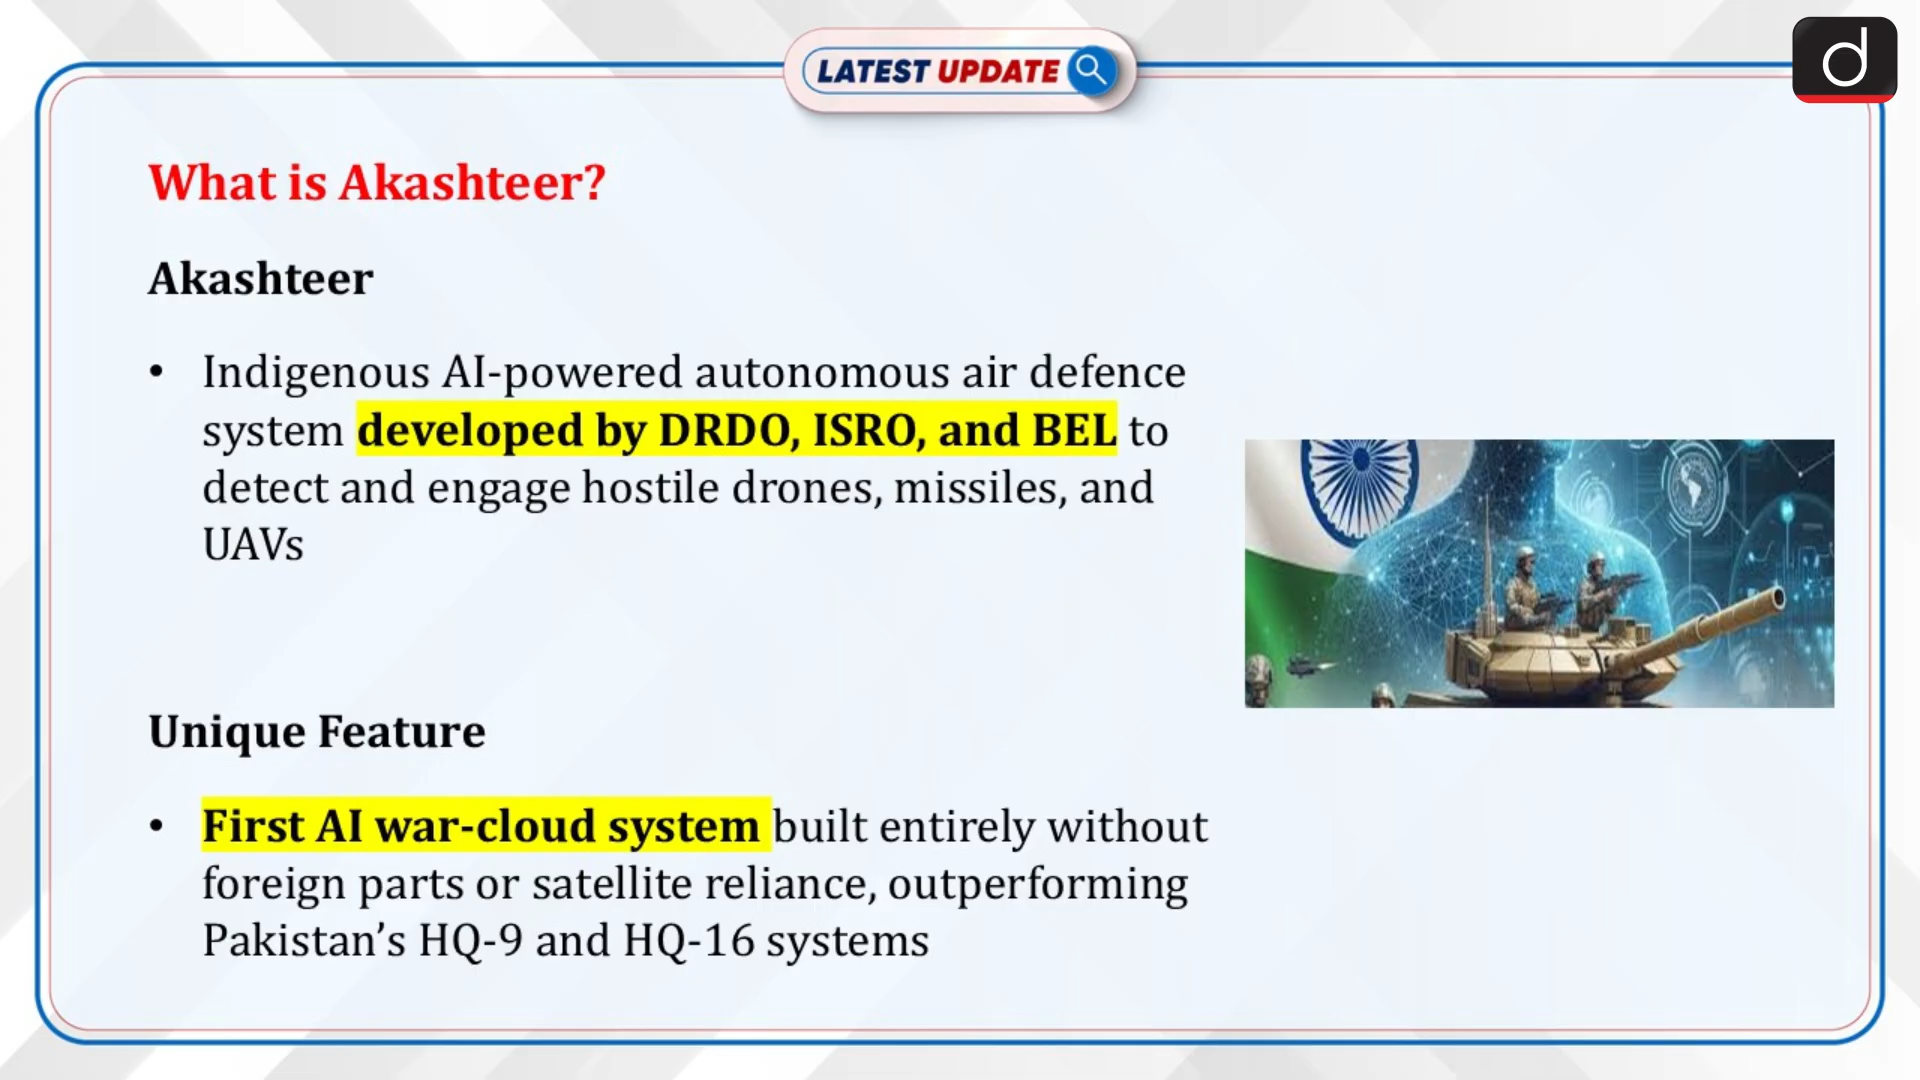 LATEST UPDATE
d
What is Akashteer?
Akashteer
• Indigenous AI-powered autonomous air defence
system developed by DRDO, ISRO, and BEL to
detect and engage hostile drones, missiles, and
UAVs
Unique Feature
• First AI war-cloud system built entirely without
foreign parts or satellite reliance, outperforming
Pakistan’s HQ-9 and HQ-16 systems